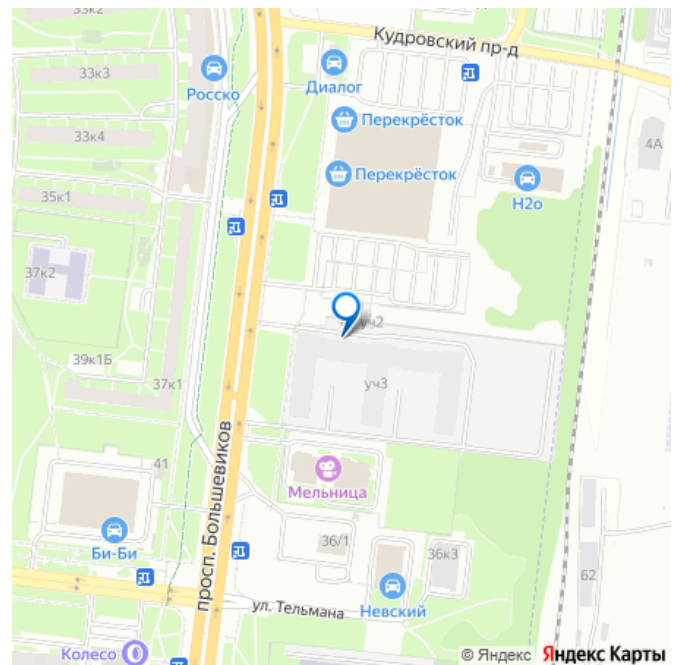 33к2
Кудровский пр-д
33к3
Росско
Диалог
Перекрёсток
33к4
4А
Перекрёсток
35к1
Н2о
37к2
уч2
39к1Б
37к1
уч3
просп. Большевиков
41
Мельница
36/1
36к3
Би-Би
62
ул. Тельмана
Невский
Колесо
© Яндекс Яндекс Карты